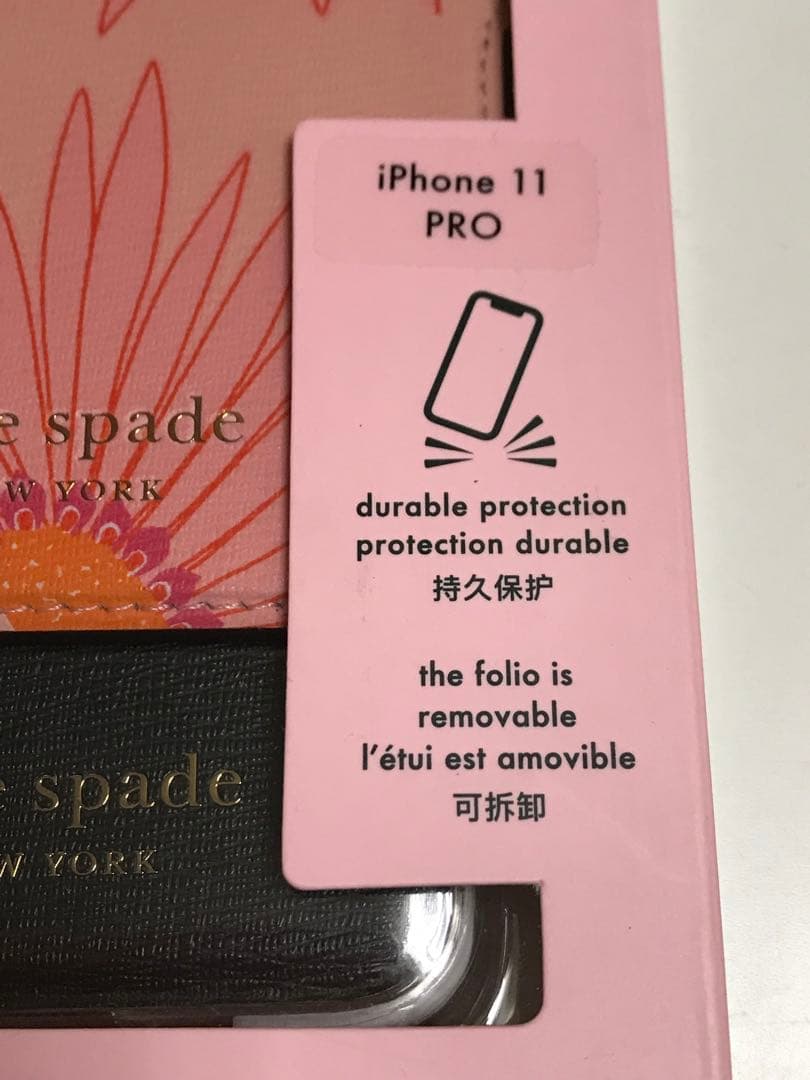 iPhone 11
PRO
durable protection
protection durable
持久保护
the folio is
removable
l'étui est amovible
可拆卸
spade
YORK
spade
YORK